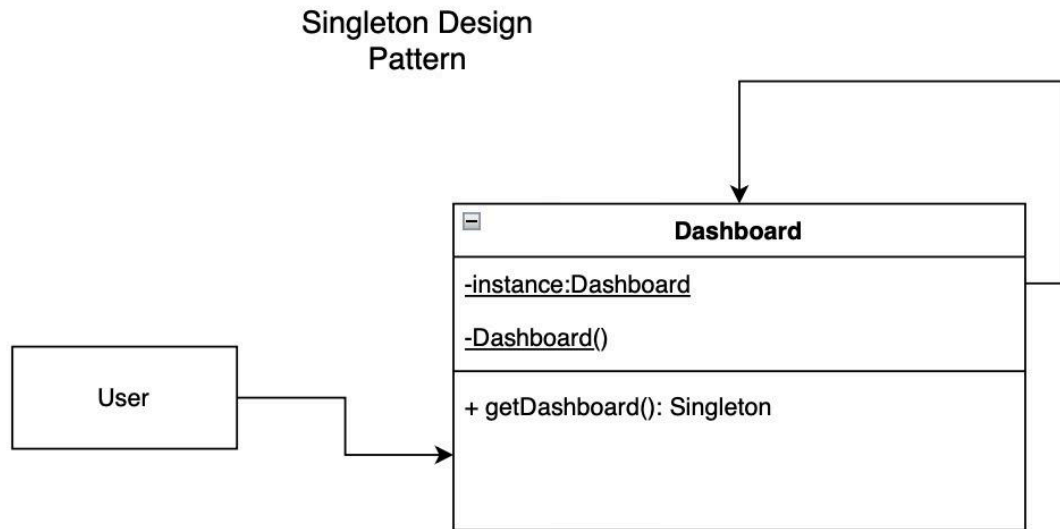 Singleton Design
Pattern
Dashboard
-instance:Dashboard
-Dashboard()
User
+ getDashboard(): Singleton